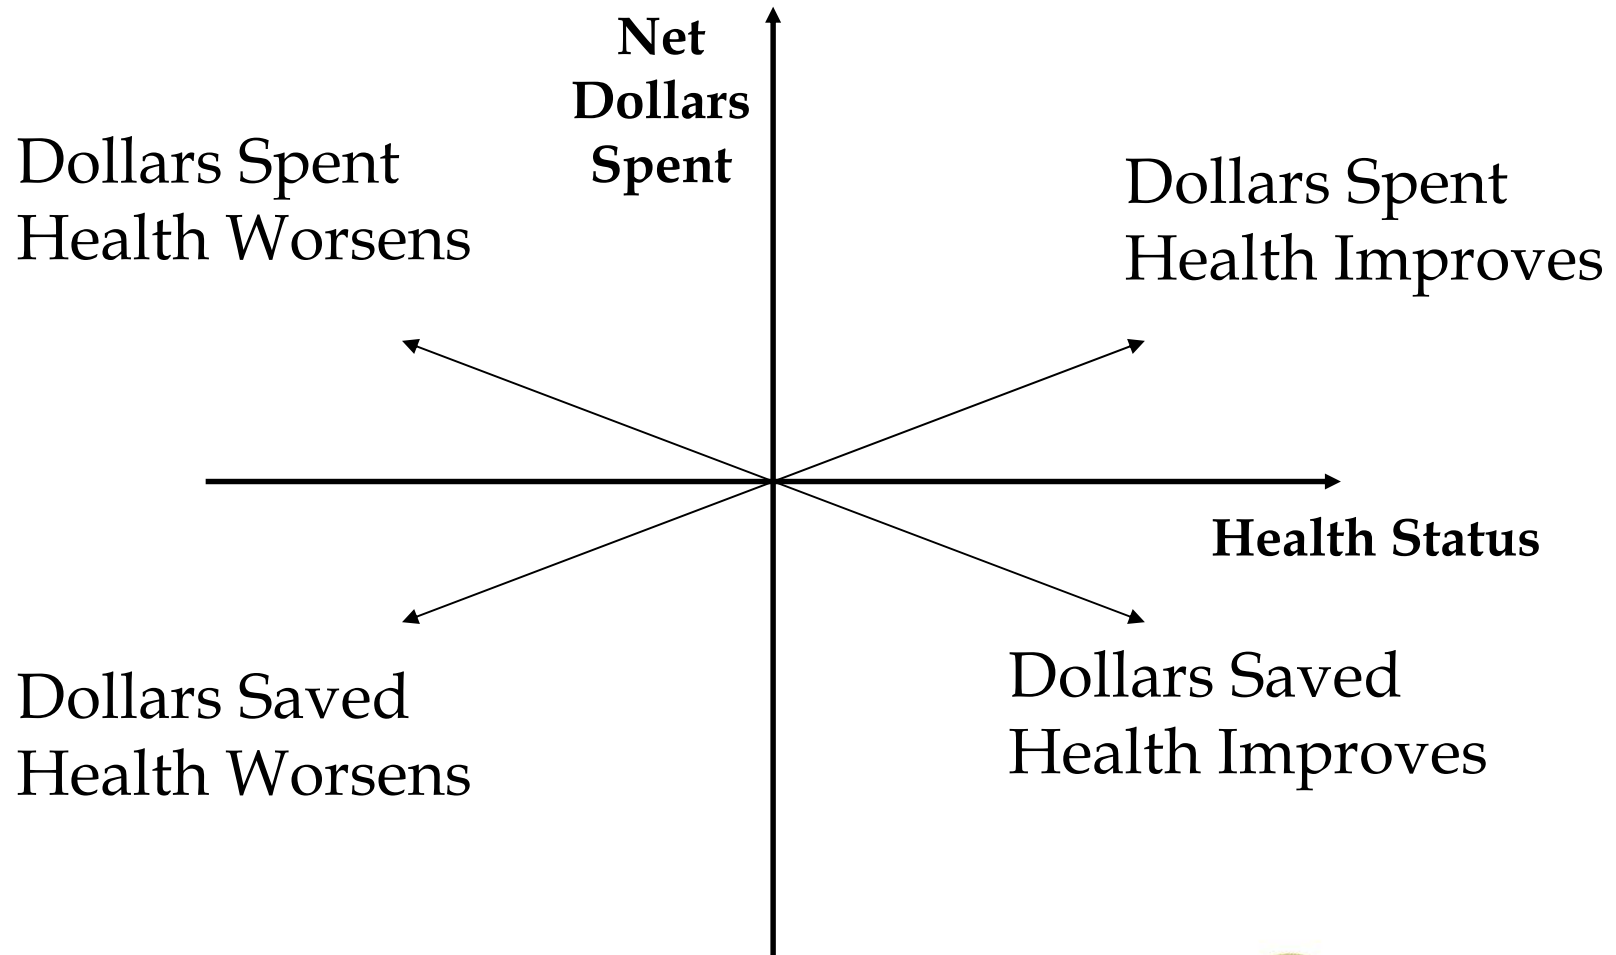 Net
Dollars
Spent
Dollars Spent
Health Worsens
Dollars Spent
Health Improves
Health Status
Dollars Saved
Health Worsens
Dollars Saved
Health Improves